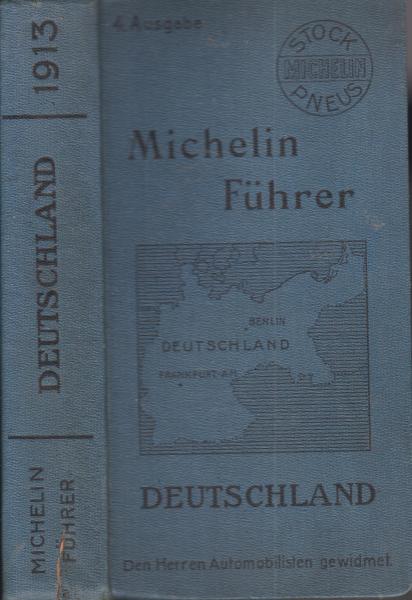 1913
DEUTSCHLAND
MICHELIN
FÜHRER
4. Ausgabe
STOCK
MICHELIN
PNEUS
Michelin
Führer
BERLIN
DEUTSCHLAND
FRANKFURT A/M
DEUTSCHLAND
Den Herren Automobilisten gewidmet.